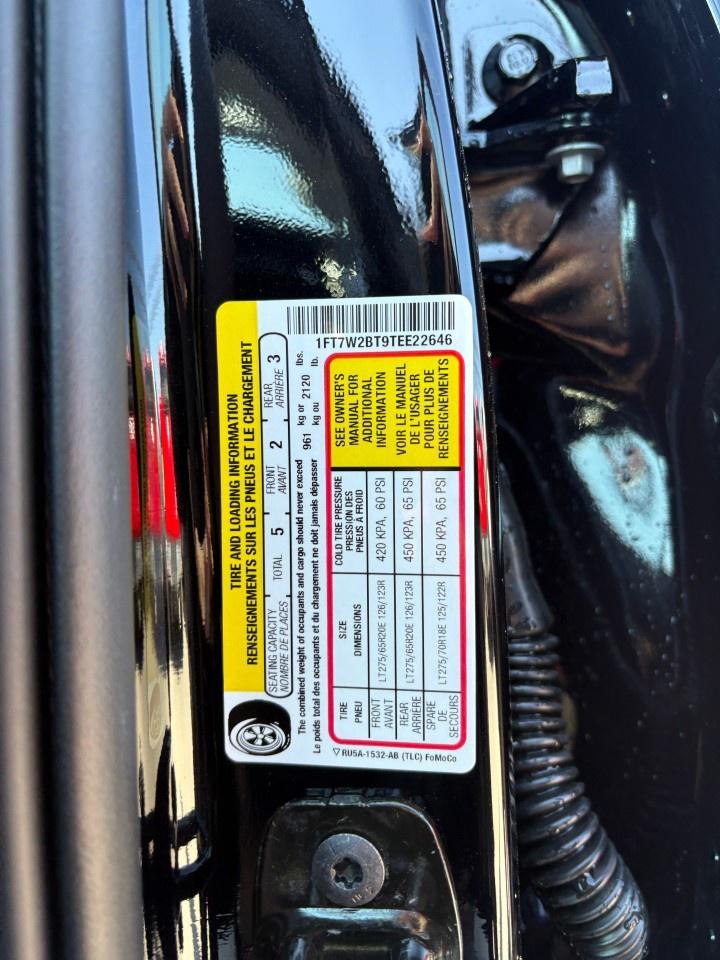 TIRE AND LOADING INFORMATION
RENSEIGNEMENTS SUR LES PNEUS ET LE CHARGEMENT
SEATING CAPACITY TOTAL 5 FRONT 2 REAR 3
NOMBRE DE PLACES AVANT ARRIÈRE
The combined weight of occupants and cargo should never exceed 961 kg or 2120 lbs.
Le poids total des occupants et du chargement ne doit jamais dépasser kg ou lb.
1FT7W2BT9TEE22646
TIRE SIZE COLD TIRE PRESSURE
PNEU DIMENSIONS PRESSION DES
PNEUS À FROID
FRONT LT275/65R20E 126/123R 420 KPA, 60 PSI
AVANT
REAR LT275/65R20E 126/123R 450 KPA, 65 PSI
ARRIÈRE
SPARE LT275/70R18E 125/122R 450 KPA, 65 PSI
DE
SECOURS
SEE OWNER'S
MANUAL FOR
ADDITIONAL
INFORMATION
VOIR LE MANUEL
DE L'USAGER
POUR PLUS DE
RENSEIGNEMENTS
RU5A-1532-AB (TLC) FoMoCo